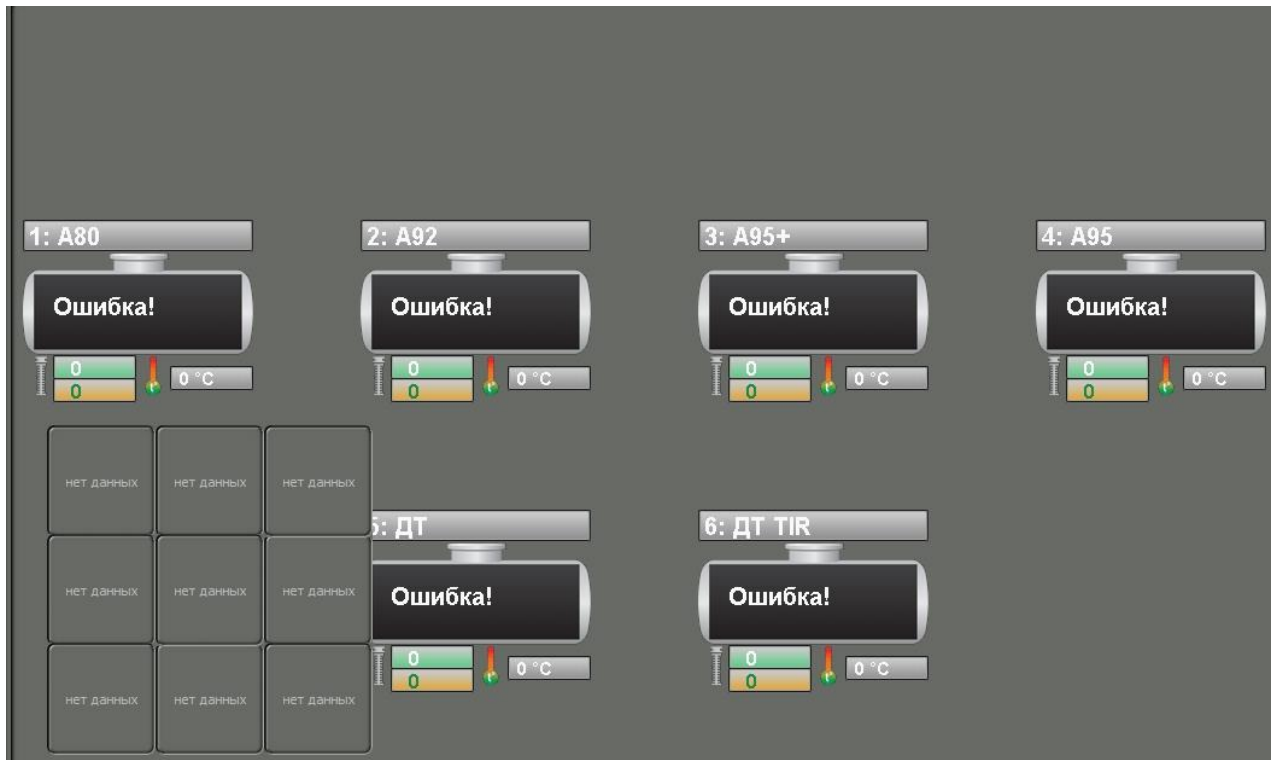 1: А80
2: А92
3: А95+
4: А95
Ошибка!
Ошибка!
Ошибка!
Ошибка!
0
0
0 °C
0
0
0 °C
0
0
0 °C
0
0
0 °C
нет данных
нет данных
нет данных
5: ДТ
6: ДТ TIR
нет данных
нет данных
нет данных
Ошибка!
Ошибка!
0
0
0 °C
0
0
0 °C
нет данных
нет данных
нет данных